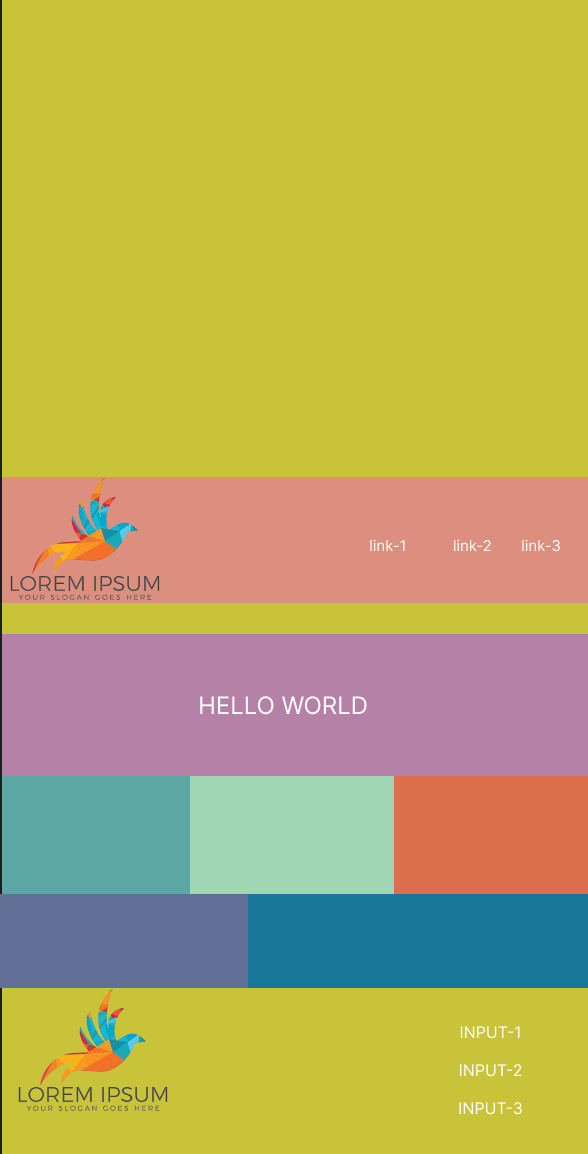 LOREM IPSUM
YOUR SLOGAN GOES HERE
link-1 link-2 link-3
HELLO WORLD
LOREM IPSUM
YOUR SLOGAN GOES HERE
INPUT-1
INPUT-2
INPUT-3